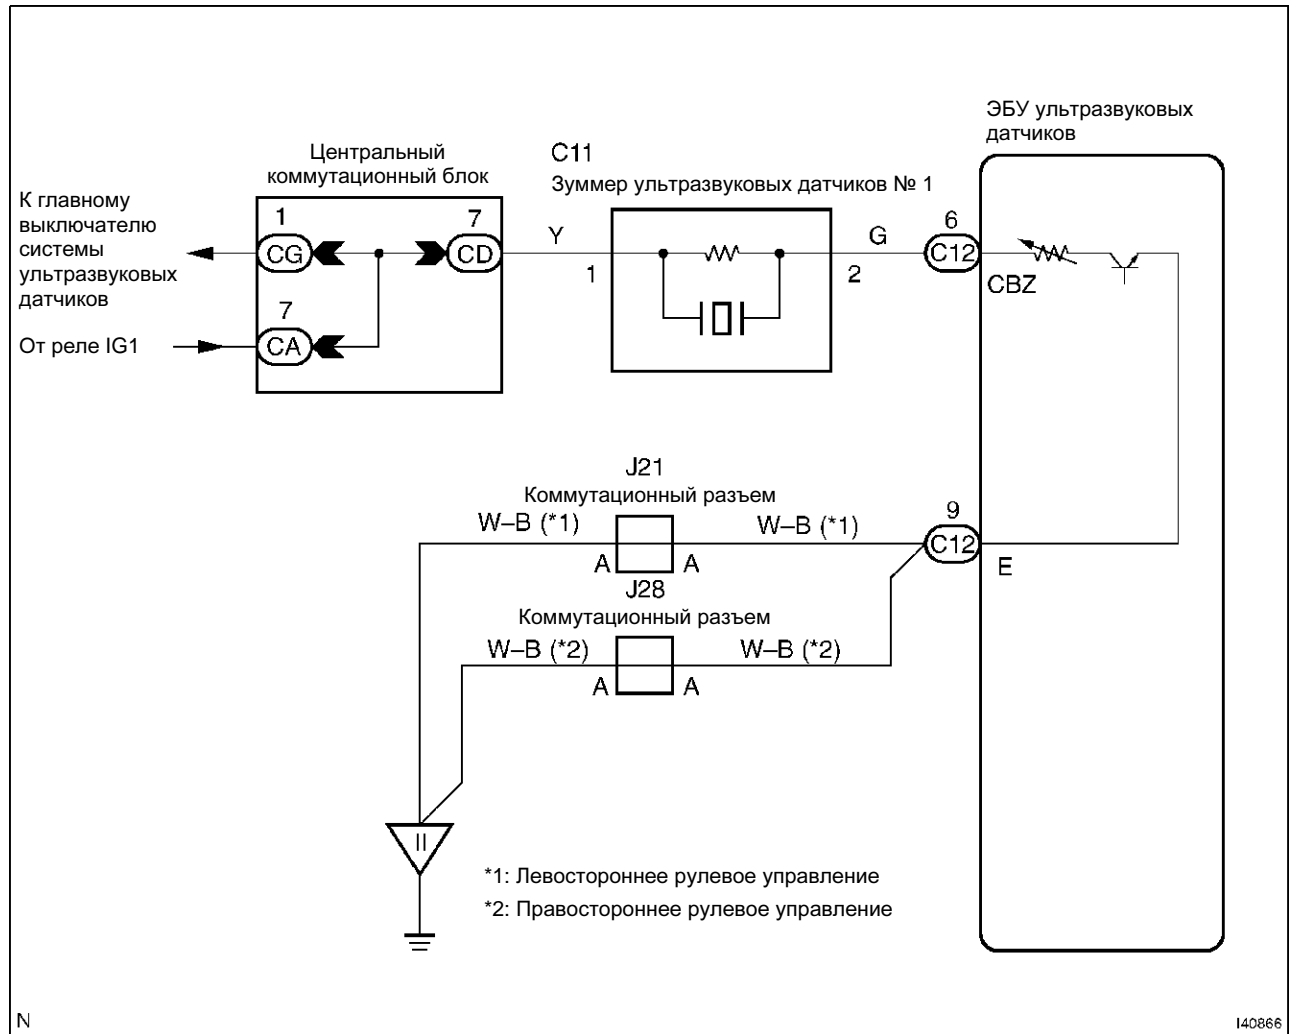 ЭБУ ультразвуковых
датчиков
Центральный
коммутационный блок
C11
Зуммер ультразвуковых датчиков № 1
К главному
выключателю
системы
ультразвуковых
датчиков
1
CG
7
CD
Y
1
G
2
6
C12
CBZ
7
От реле IG1
CA
J21
Коммутационный разъем
W–B (*1)
W–B (*1)
A
A
9
C12
E
J28
Коммутационный разъем
W–B (*2)
W–B (*2)
A
A
II
*1: Левостороннее рулевое управление
*2: Правостороннее рулевое управление
N
I40866